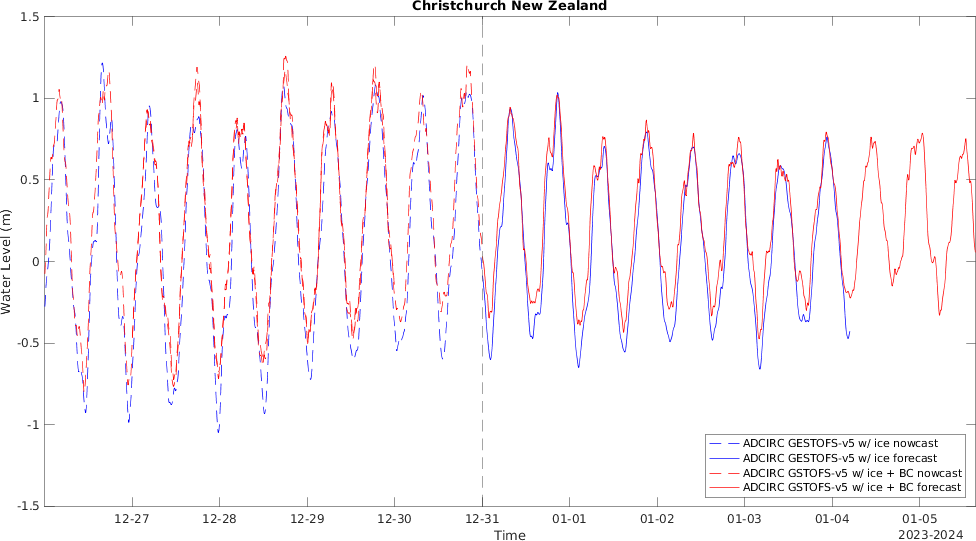 Christchurch New Zealand
1.5
1
0.5
0
-0.5
-1
-1.5
Water Level (m)
ADCIRC GESTOFS-v5 w/ ice nowcast
ADCIRC GESTOFS-v5 w/ ice forecast
ADCIRC GSTOFS-v5 w/ ice + BC nowcast
ADCIRC GSTOFS-v5 w/ ice + BC forecast
12-27 12-28 12-29 12-30 12-31 01-01 01-02 01-03 01-04 01-05
Time
2023-2024